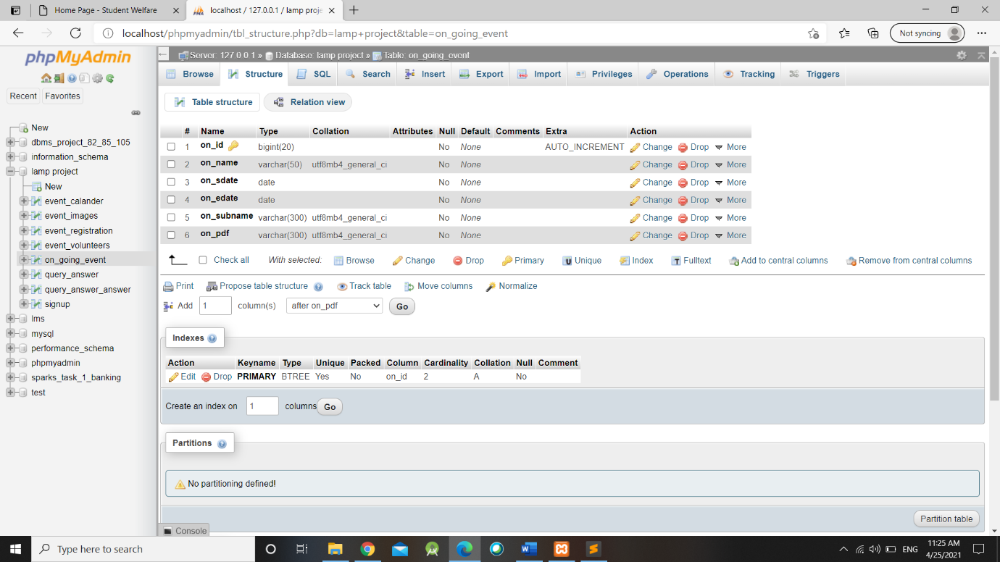 Home Page - Student Welfare
localhost / 127.0.0.1 / lamp proje
localhost/phpmyadmin/tbl_structure.php?db=lamp+project&table=on_going_event
Not syncing
phpMyAdmin
Recent Favorites
New
dbms_project_82_85_105
information_schema
lamp project
New
event_calander
event_images
event_registration
event_volunteers
on_going_event
query_answer
query_answer_answer
signup
lms
mysql
performance_schema
phpmyadmin
sparks_task_1_banking
test
Server: 127.0.0.1 » Database: lamp project » Table: on_going_event
Browse Structure SQL Search Insert Export Import Privileges Operations Tracking Triggers
Table structure Relation view
# Name Type Collation Attributes Null Default Comments Extra Action
1 on_id bigint(20) No None AUTO_INCREMENT Change Drop More
2 on_name varchar(50) utf8mb4_general_ci No None Change Drop More
3 on_sdate date No None Change Drop More
4 on_edate date No None Change Drop More
5 on_subname varchar(300) utf8mb4_general_ci No None Change Drop More
6 on_pdf varchar(300) utf8mb4_general_ci No None Change Drop More
Check all With selected: Browse Change Drop Primary Unique Index Fulltext Add to central columns Remove from central columns
Print Propose table structure Track table Move columns Normalize
Add 1 column(s) after on_pdf Go
Indexes
Action Keyname Type Unique Packed Column Cardinality Collation Null Comment
Edit Drop PRIMARY BTREE Yes No on_id 2 A No
Create an index on 1 columns Go
Partitions
No partitioning defined!
Partition table
Console
Type here to search
ENG
11:25 AM
4/25/2021